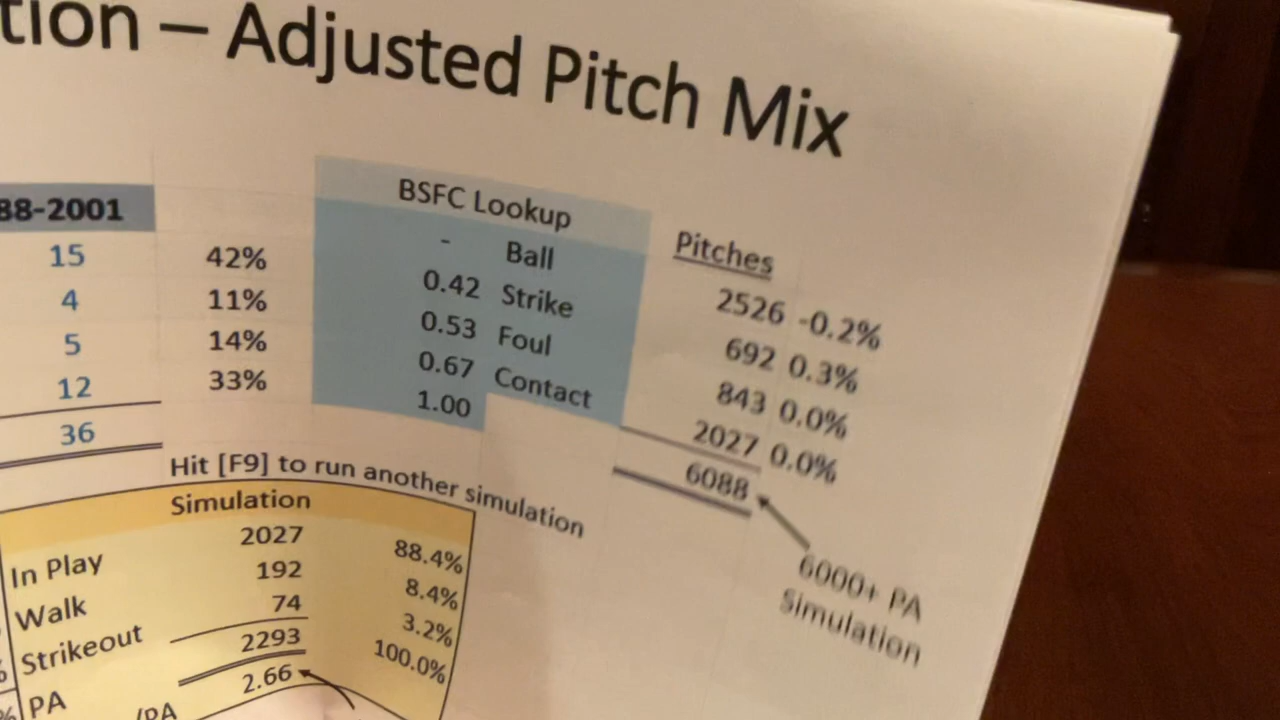 tion – Adjusted Pitch Mix
88-2001
15 42%
4 11%
5 14%
12 33%
36
BSFC Lookup
- Ball
0.42 Strike
0.53 Foul
0.67 Contact
1.00
Pitches
2526 -0.2%
692 0.3%
843 0.0%
2027 0.0%
6088
6000+ PA
Simulation
Hit [F9] to run another simulation
Simulation
In Play 2027 88.4%
Walk 192 8.4%
Strikeout 74 3.2%
PA 2293 100.0%
/PA 2.66